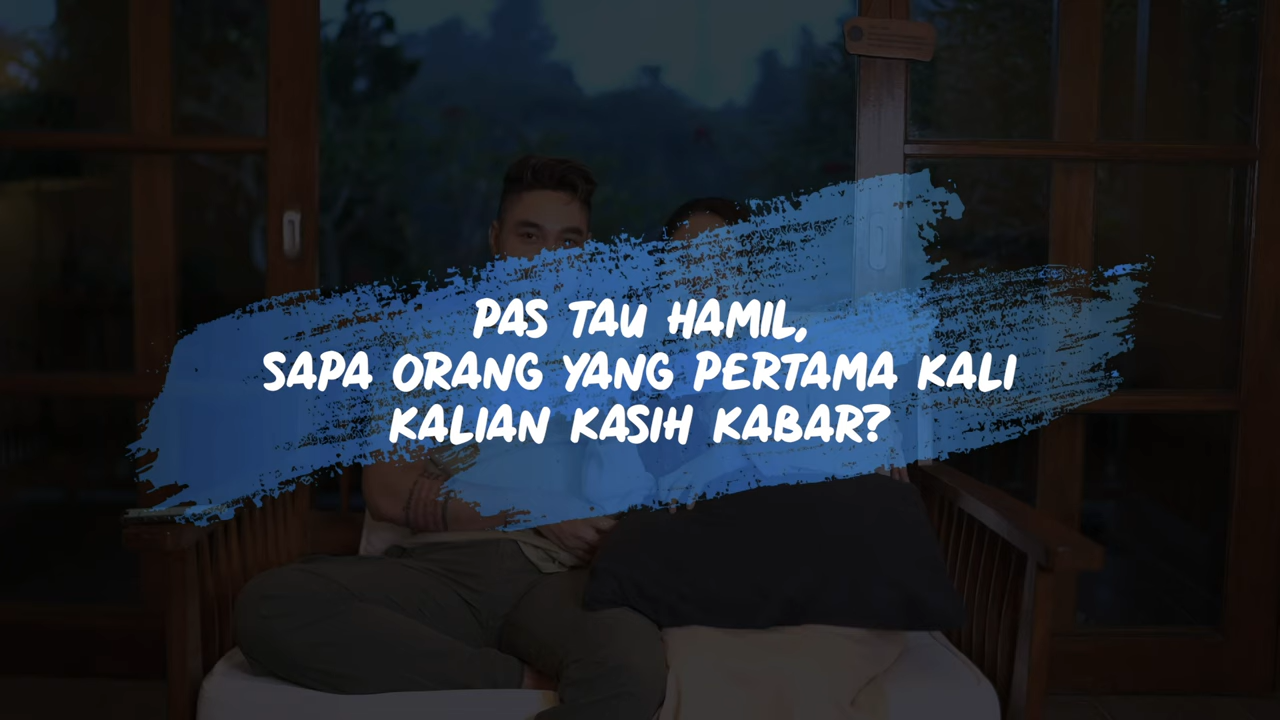 PAS TAU HAMIL,
SAPA ORANG YANG PERTAMA KALI
KALIAN KASIH KABAR?